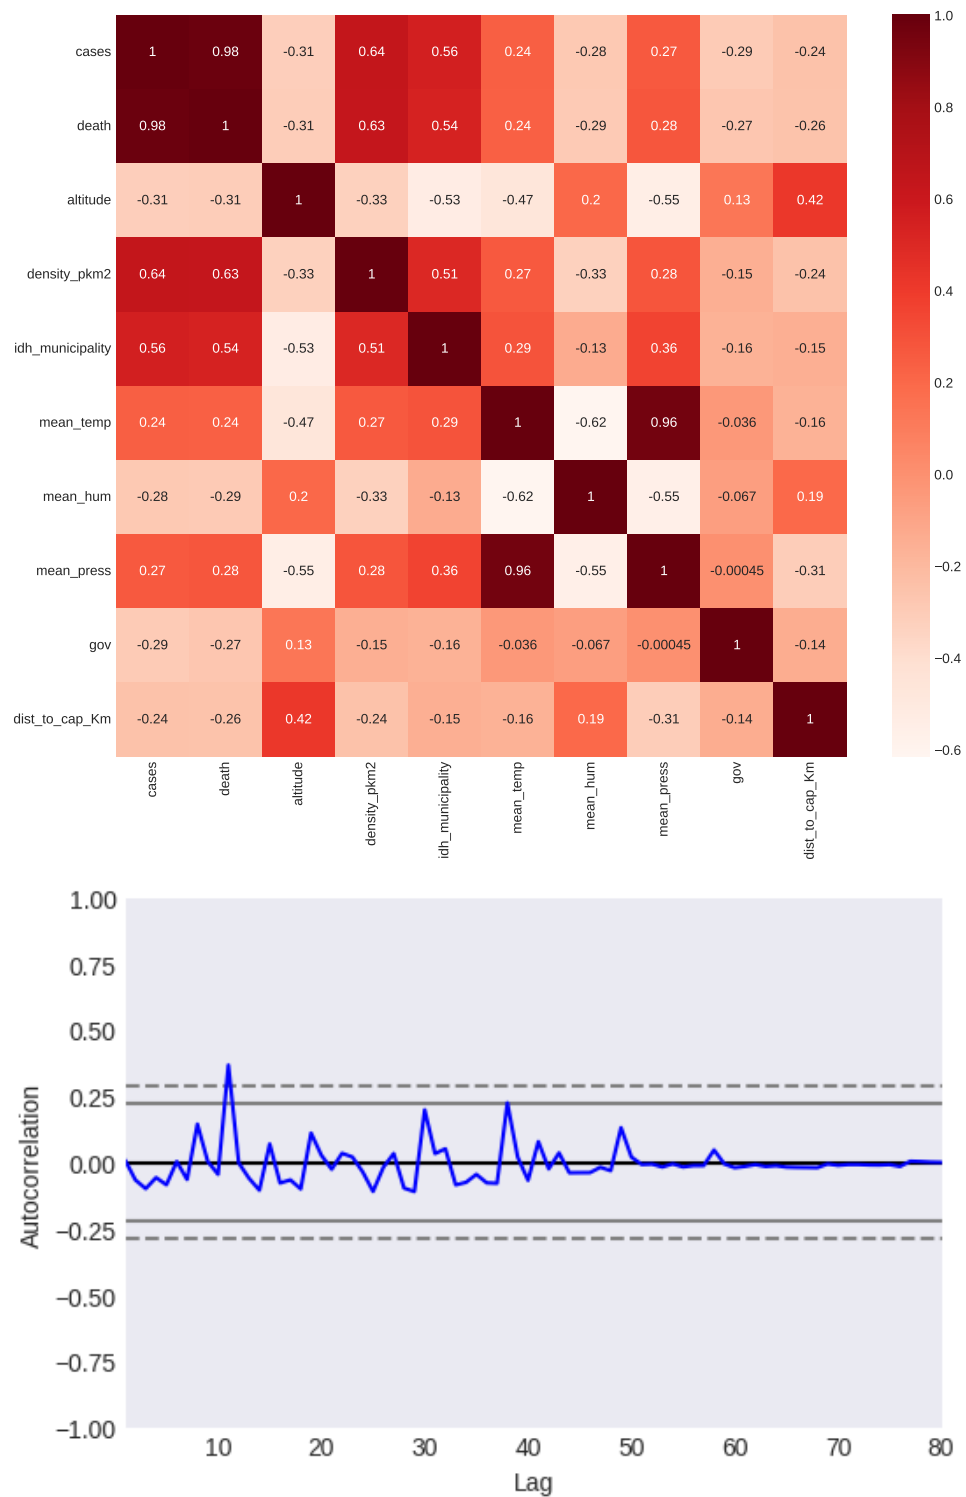 cases 1 0.98 -0.31 0.64 0.56 0.24 -0.28 0.27 -0.29 -0.24
death 0.98 1 -0.31 0.63 0.54 0.24 -0.29 0.28 -0.27 -0.26
altitude -0.31 -0.31 1 -0.33 -0.53 -0.47 0.2 -0.55 0.13 0.42
density_pkm2 0.64 0.63 -0.33 1 0.51 0.27 -0.33 0.28 -0.15 -0.24
idh_municipality 0.56 0.54 -0.53 0.51 1 0.29 -0.13 0.36 -0.16 -0.15
mean_temp 0.24 0.24 -0.47 0.27 0.29 1 -0.62 0.96 -0.036 -0.16
mean_hum -0.28 -0.29 0.2 -0.33 -0.13 -0.62 1 -0.55 -0.067 0.19
mean_press 0.27 0.28 -0.55 0.28 0.36 0.96 -0.55 1 -0.00045 -0.31
gov -0.29 -0.27 0.13 -0.15 -0.16 -0.036 -0.067 -0.00045 1 -0.14
dist_to_cap_Km -0.24 -0.26 0.42 -0.24 -0.15 -0.16 0.19 -0.31 -0.14 1
cases death altitude density_pkm2 idh_municipality mean_temp mean_hum mean_press gov dist_to_cap_Km
1.0
0.8
0.6
0.4
0.2
0.0
−0.2
−0.4
−0.6
1.00
0.75
0.50
0.25
0.00
−0.25
−0.50
−0.75
−1.00
Autocorrelation
10 20 30 40 50 60 70 80
Lag